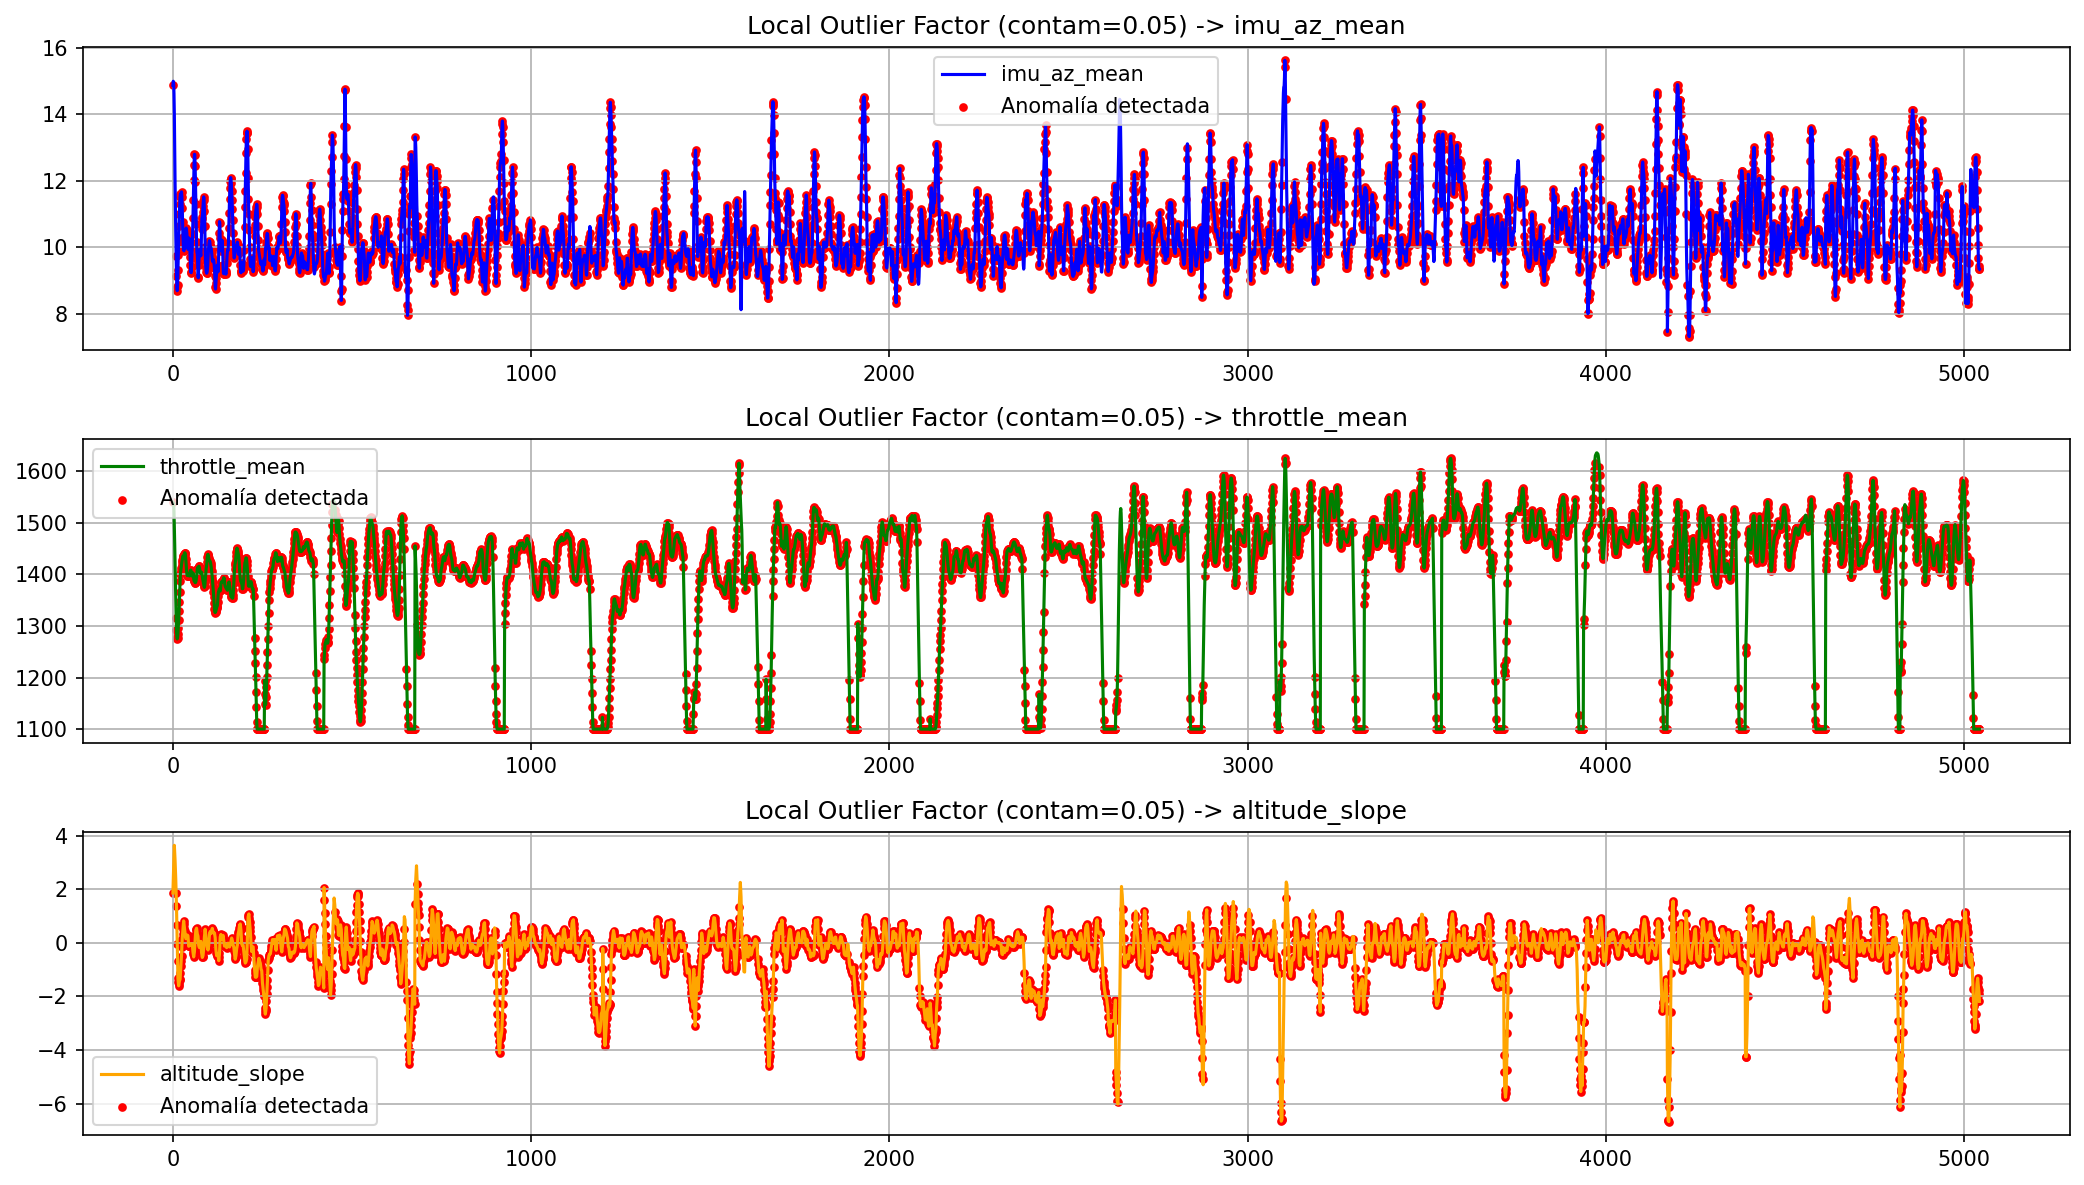 Local Outlier Factor (contam=0.05) -> imu_az_mean
16
14
12
10
8
imu_az_mean
Anomalía detectada
0 1000 2000 3000 4000 5000
Local Outlier Factor (contam=0.05) -> throttle_mean
1600
1500
1400
1300
1200
1100
throttle_mean
Anomalía detectada
0 1000 2000 3000 4000 5000
Local Outlier Factor (contam=0.05) -> altitude_slope
4
2
0
−2
−4
−6
altitude_slope
Anomalía detectada
0 1000 2000 3000 4000 5000